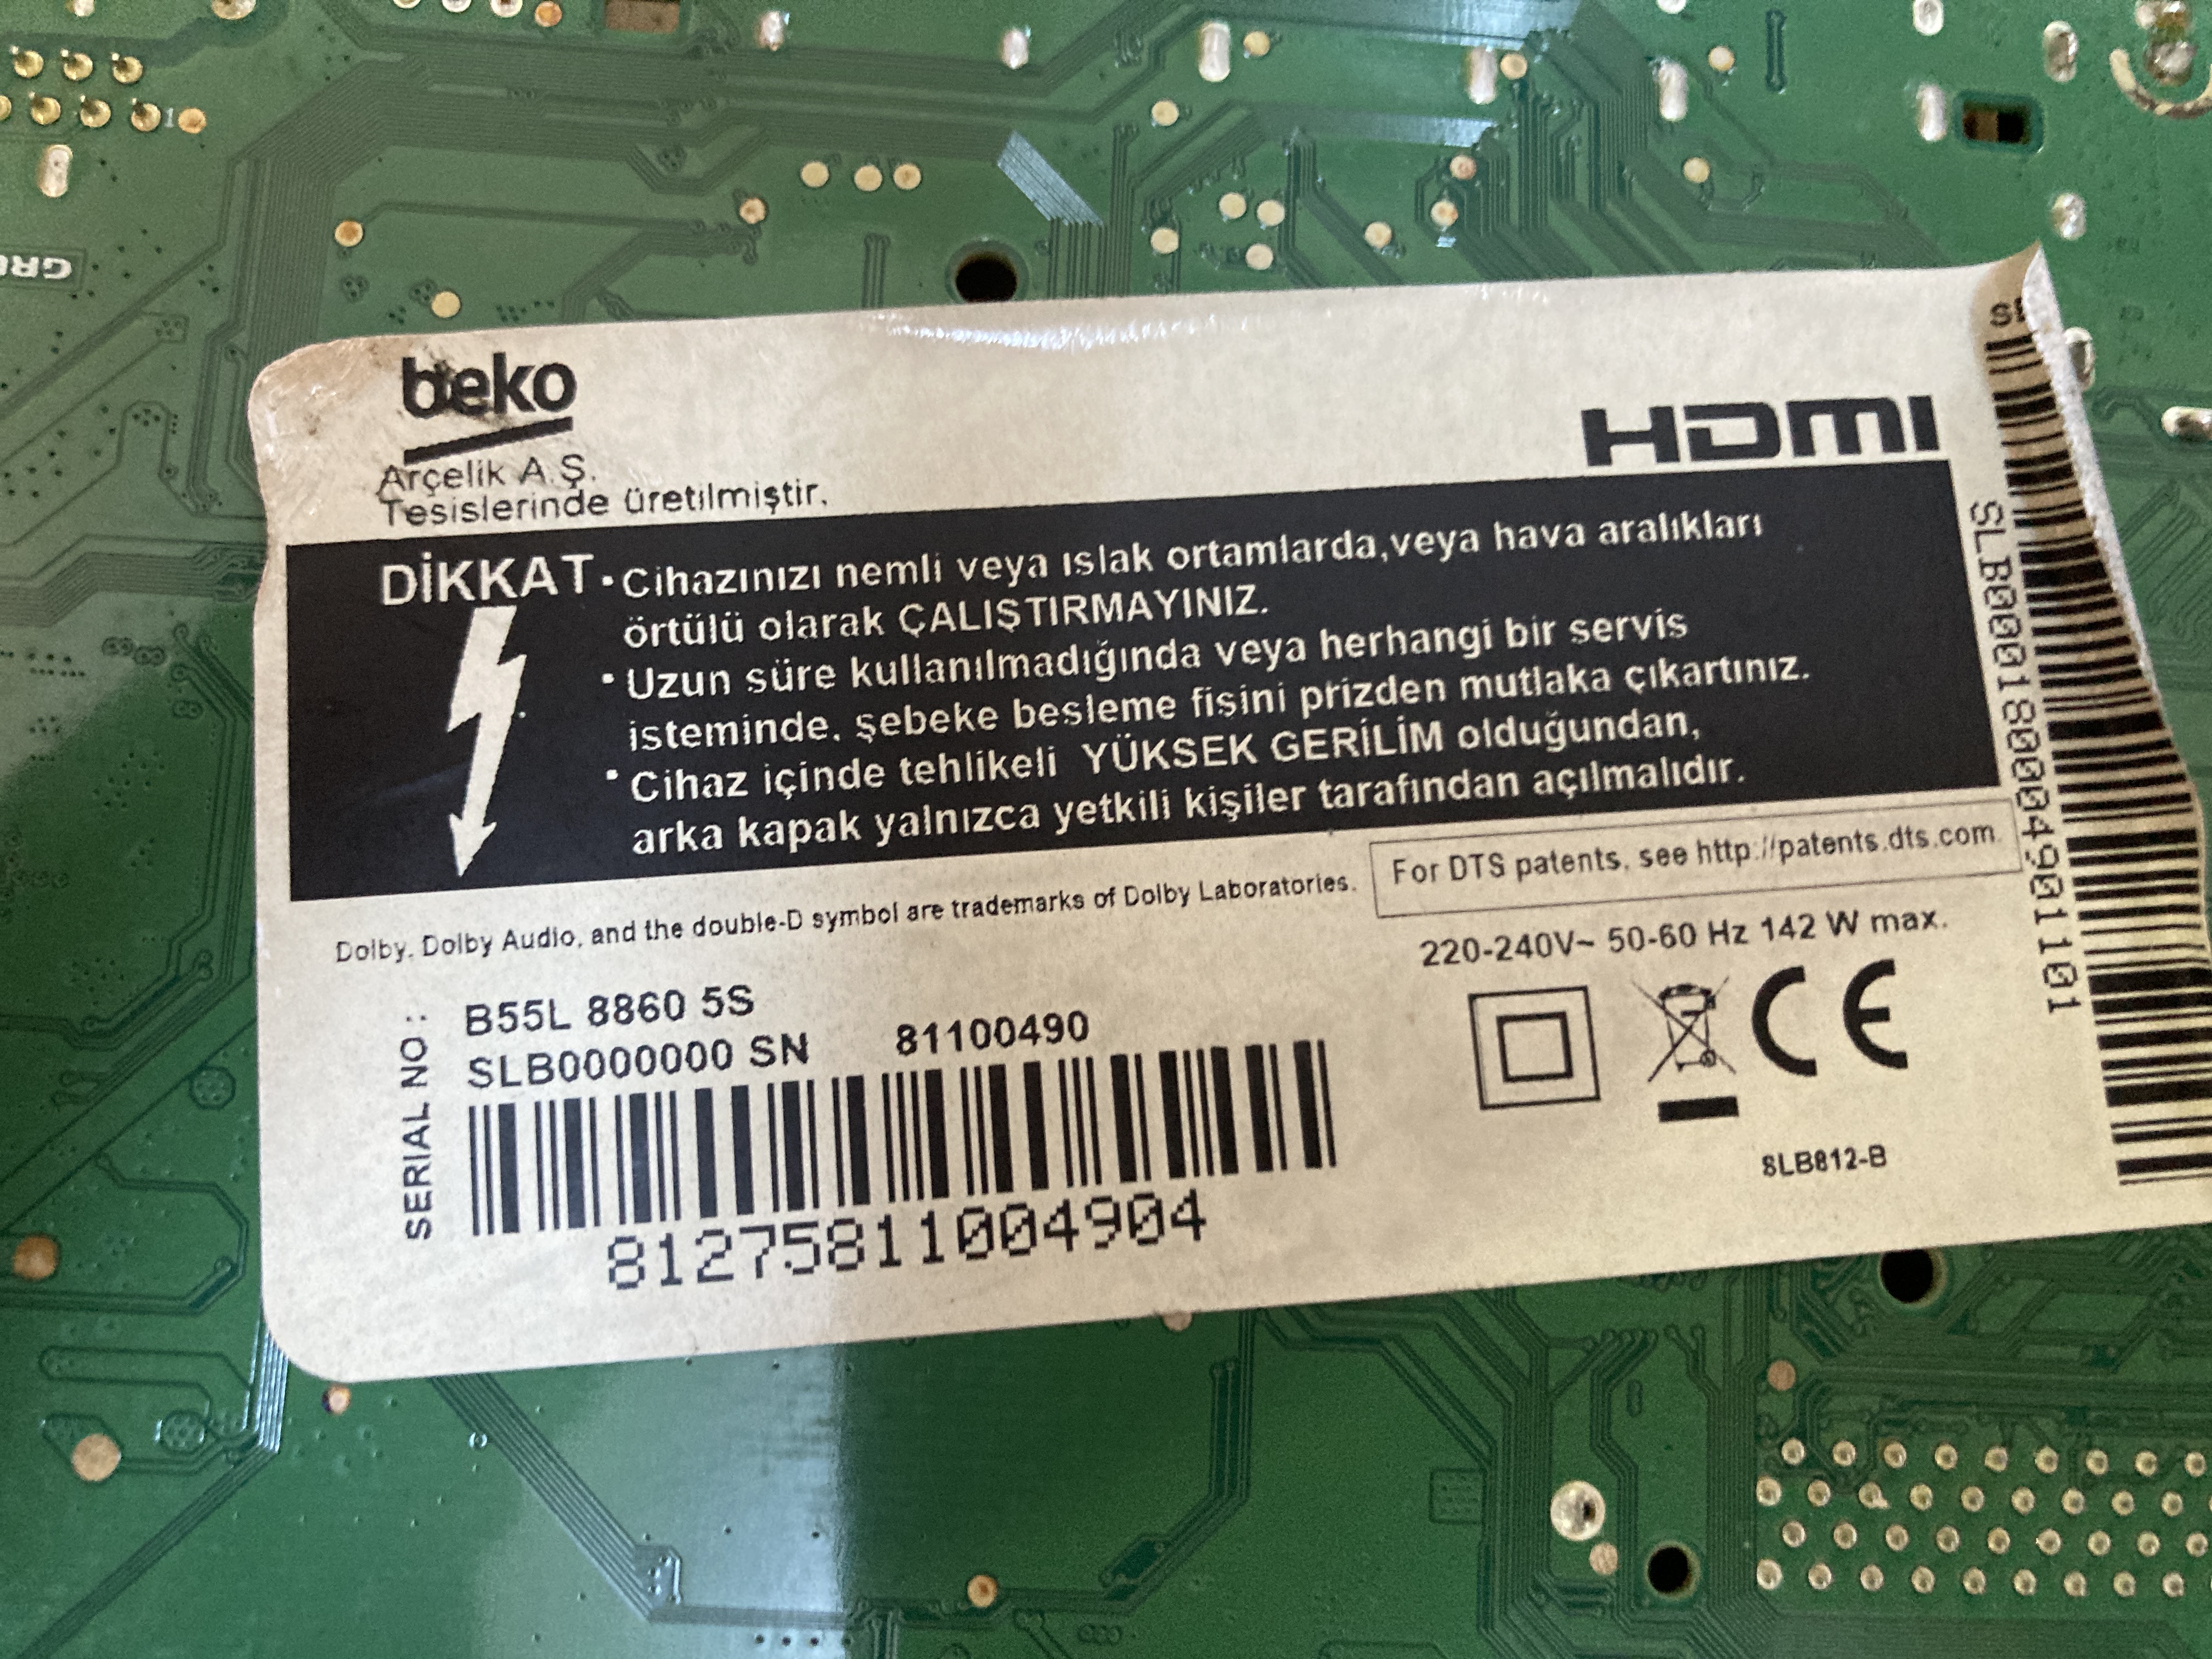 beko
HDMI
Arçelik A.Ş.
Tesislerinde üretilmiştir.
DİKKAT • Cihazınızı nemli veya ıslak ortamlarda,veya hava aralıkları
örtülü olarak ÇALIŞTIRMAYINIZ.
• Uzun süre kullanılmadığında veya herhangi bir servis
isteminde. şebeke besleme fişini prizden mutlaka çıkartınız.
• Cihaz içinde tehlikeli YÜKSEK GERİLİM olduğundan,
arka kapak yalnızca yetkili kişiler tarafından açılmalıdır.
Dolby. Dolby Audio, and the double-D symbol are trademarks of Dolby Laboratories.
For DTS patents, see http://patents.dts.com
220-240V~ 50-60 Hz 142 W max.
SERIAL NO :
B55L 8860 5S
SLB0000000 SN 81100490
81275811004904
CE
SLB812-B
SLB000180004901101